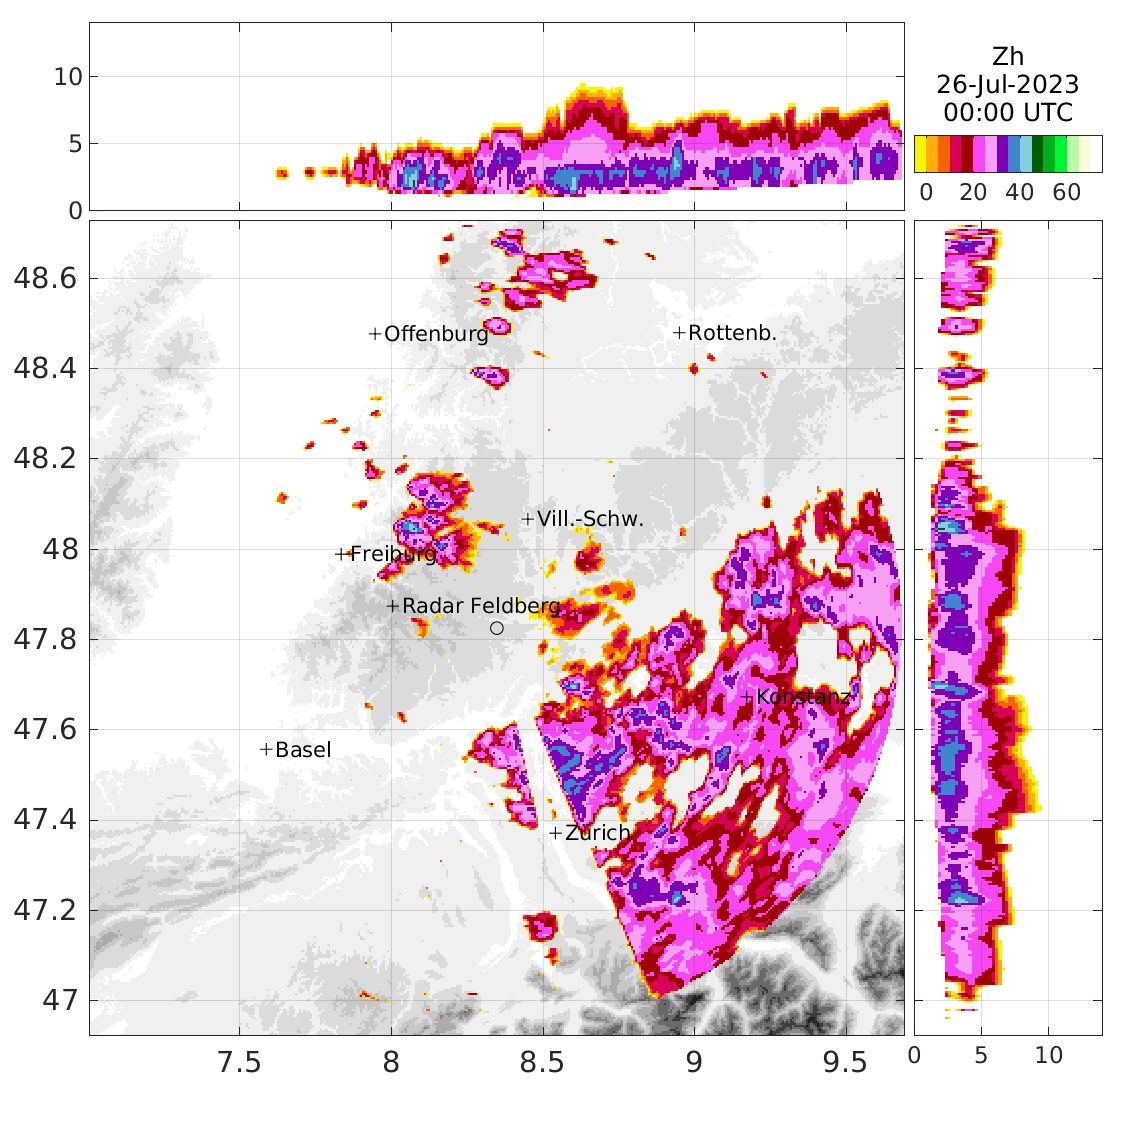 10
5
0
Zh
26-Jul-2023
00:00 UTC
0 20 40 60
48.6
48.4
48.2
48
47.8
47.6
47.4
47.2
47
+Offenburg
+Rottenb.
+Vill.-Schw.
+Freiburg
+Radar Feldberg
+Konstanz
+Basel
+Zürich
7.5 8 8.5 9 9.5
0 5 10